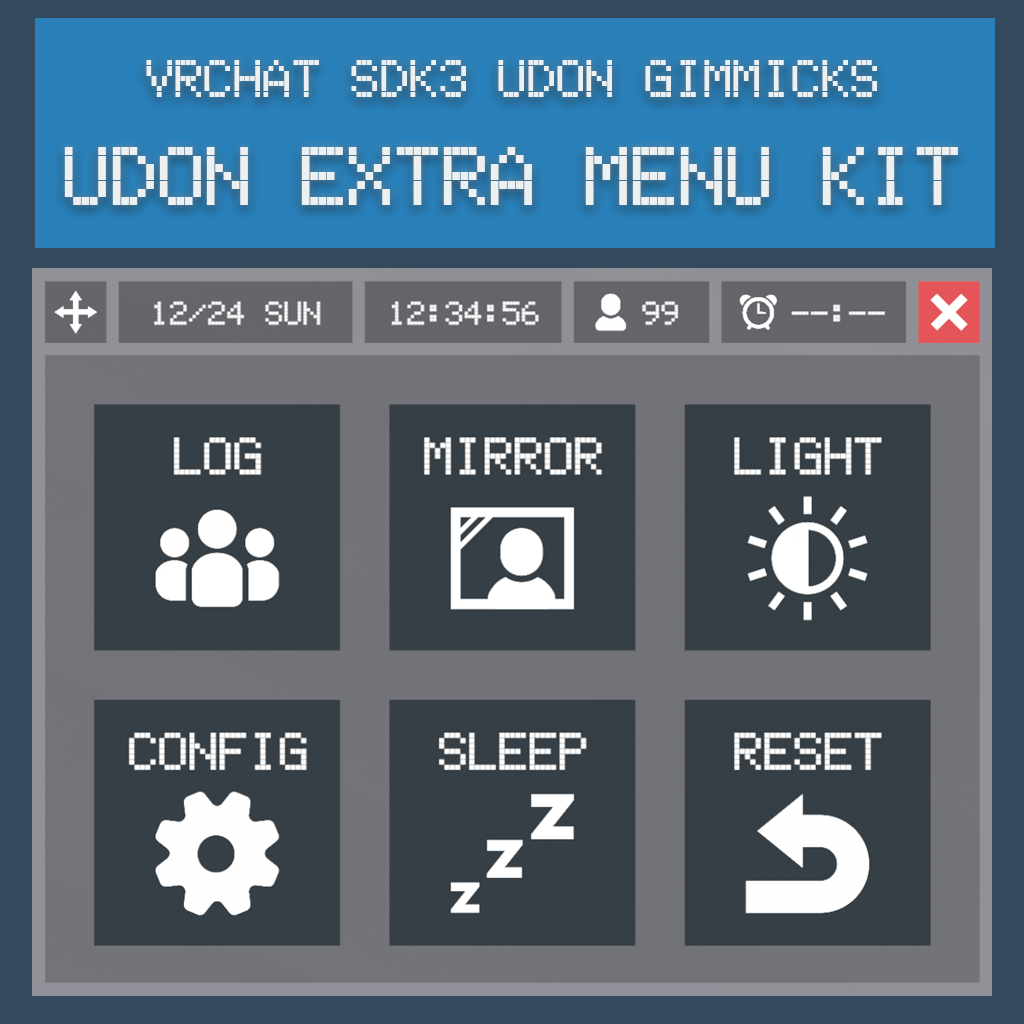 VRCHAT SDK3 UDON GIMMICKS
UDON EXTRA MENU KIT
12/24 SUN 12:34:56 99 --:--
LOG MIRROR LIGHT
CONFIG SLEEP RESET
z z z